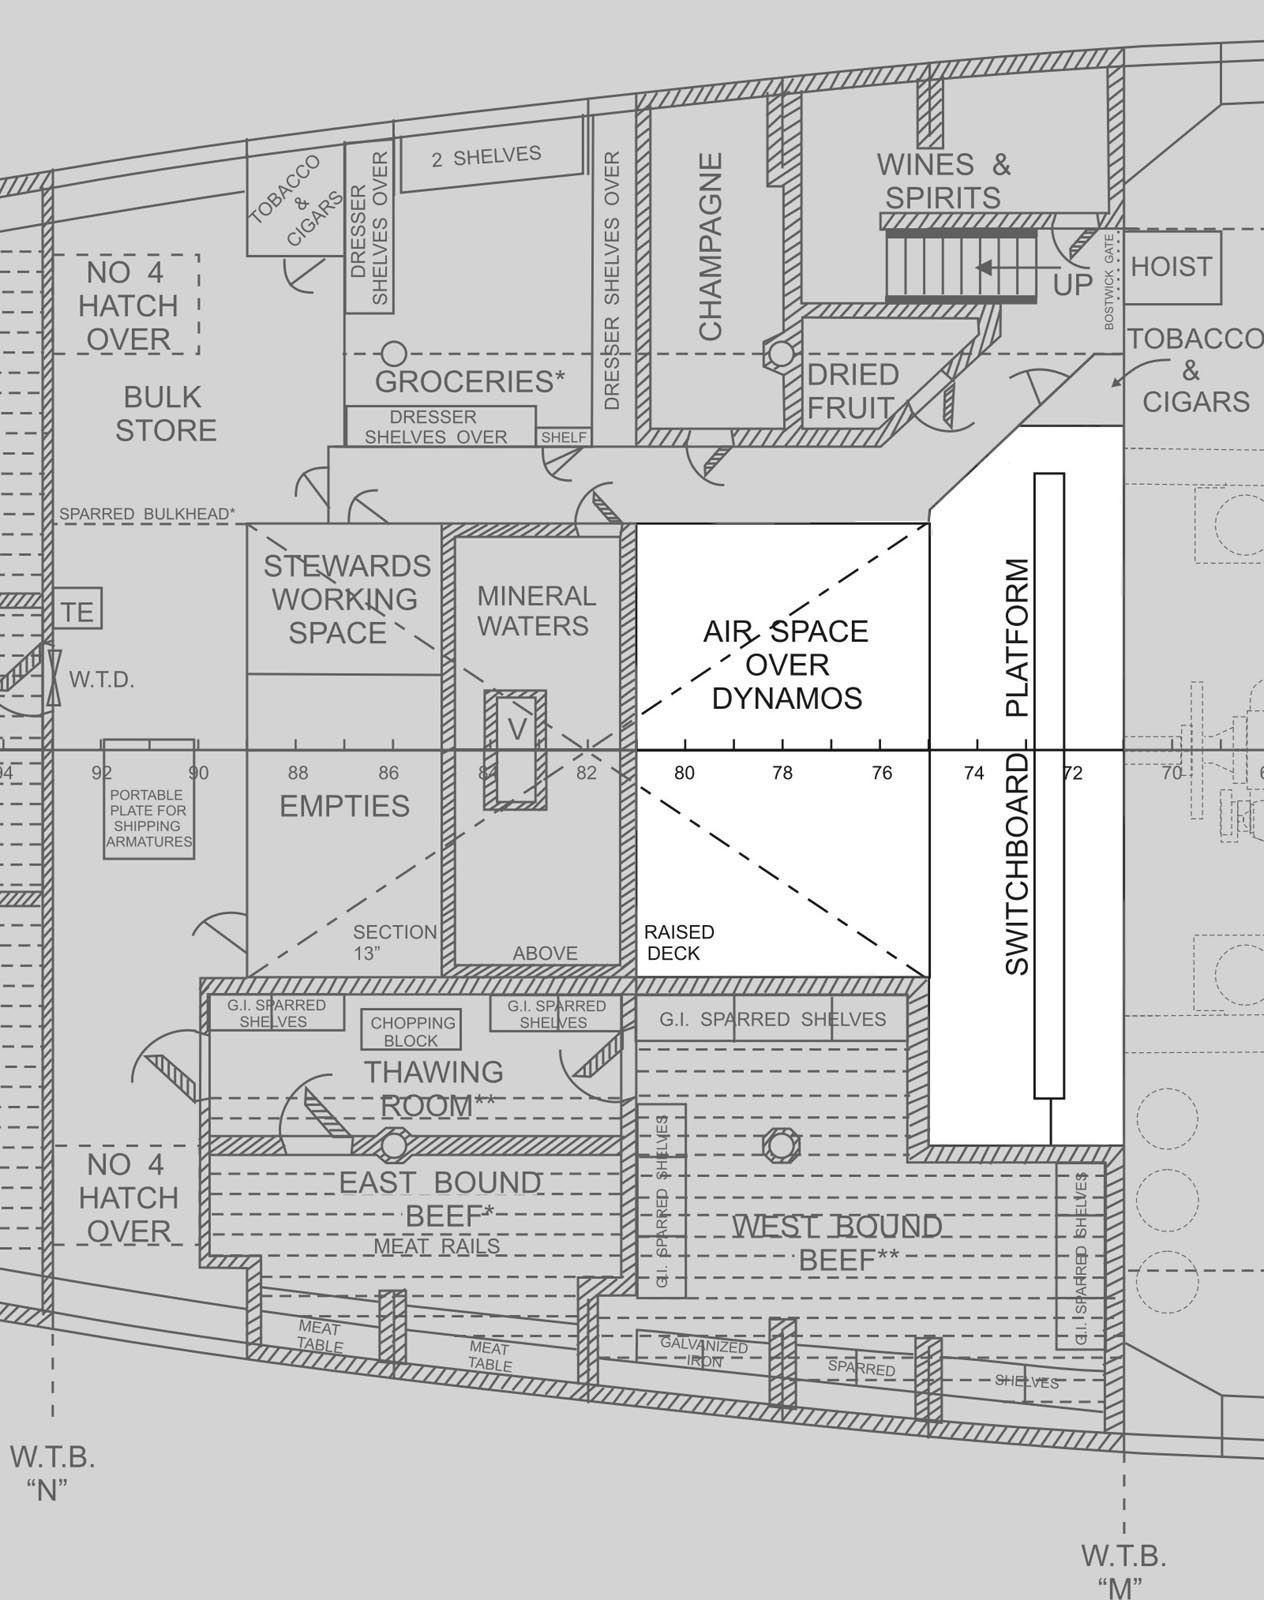 2 SHELVES
TOBACCO
&
CIGARS
DRESSER
SHELVES OVER
DRESSER SHELVES OVER
CHAMPAGNE
WINES &
SPIRITS
NO 4
HATCH
OVER
UP
BOSTWICK GATE
HOIST
TOBACCO
&
CIGARS
BULK
STORE
GROCERIES*
DRESSER
SHELVES OVER
SHELF
DRIED
FRUIT
SPARRED BULKHEAD*
STEWARDS
WORKING
SPACE
MINERAL
WATERS
AIR SPACE
OVER
DYNAMOS
SWITCHBOARD PLATFORM
TE
W.T.D.
V
94 92 90 88 86 84 82 80 78 76 74 72 70
PORTABLE
PLATE FOR
SHIPPING
ARMATURES
EMPTIES
SECTION
13”
ABOVE
RAISED
DECK
G.I. SPARRED
SHELVES
CHOPPING
BLOCK
G.I. SPARRED
SHELVES
G.I. SPARRED SHELVES
THAWING
ROOM**
G.I. SPARRED SHELVES
G.I. SPARRED SHELVES
NO 4
HATCH
OVER
EAST BOUND
BEEF*
MEAT RAILS
WEST BOUND
BEEF**
MEAT
TABLE
MEAT
TABLE
GALVANIZED
IRON
SPARRED
SHELVES
W.T.B.
“N”
W.T.B.
“M”